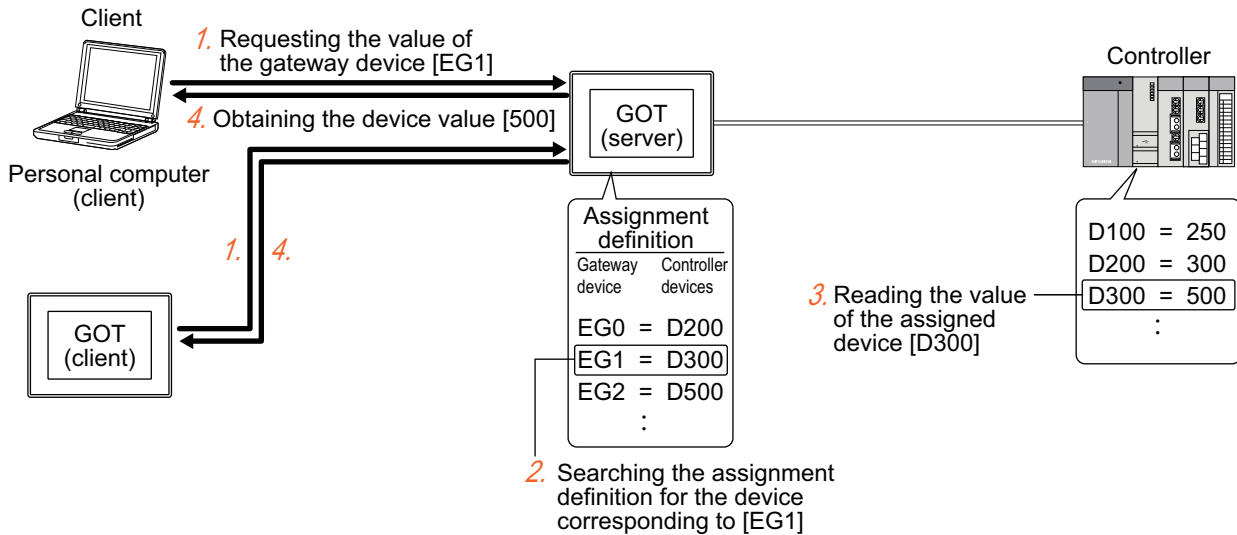 Client
1. Requesting the value of
the gateway device [EG1]
4. Obtaining the device value [500]
Personal computer
(client)
GOT
(server)
Controller
1.
4.
GOT
(client)
Assignment
definition
Gateway device
Controller devices
EG0 = D200
EG1 = D300
EG2 = D500
:
2. Searching the assignment
definition for the device
corresponding to [EG1]
3. Reading the value
of the assigned
device [D300]
D100 = 250
D200 = 300
D300 = 500
: